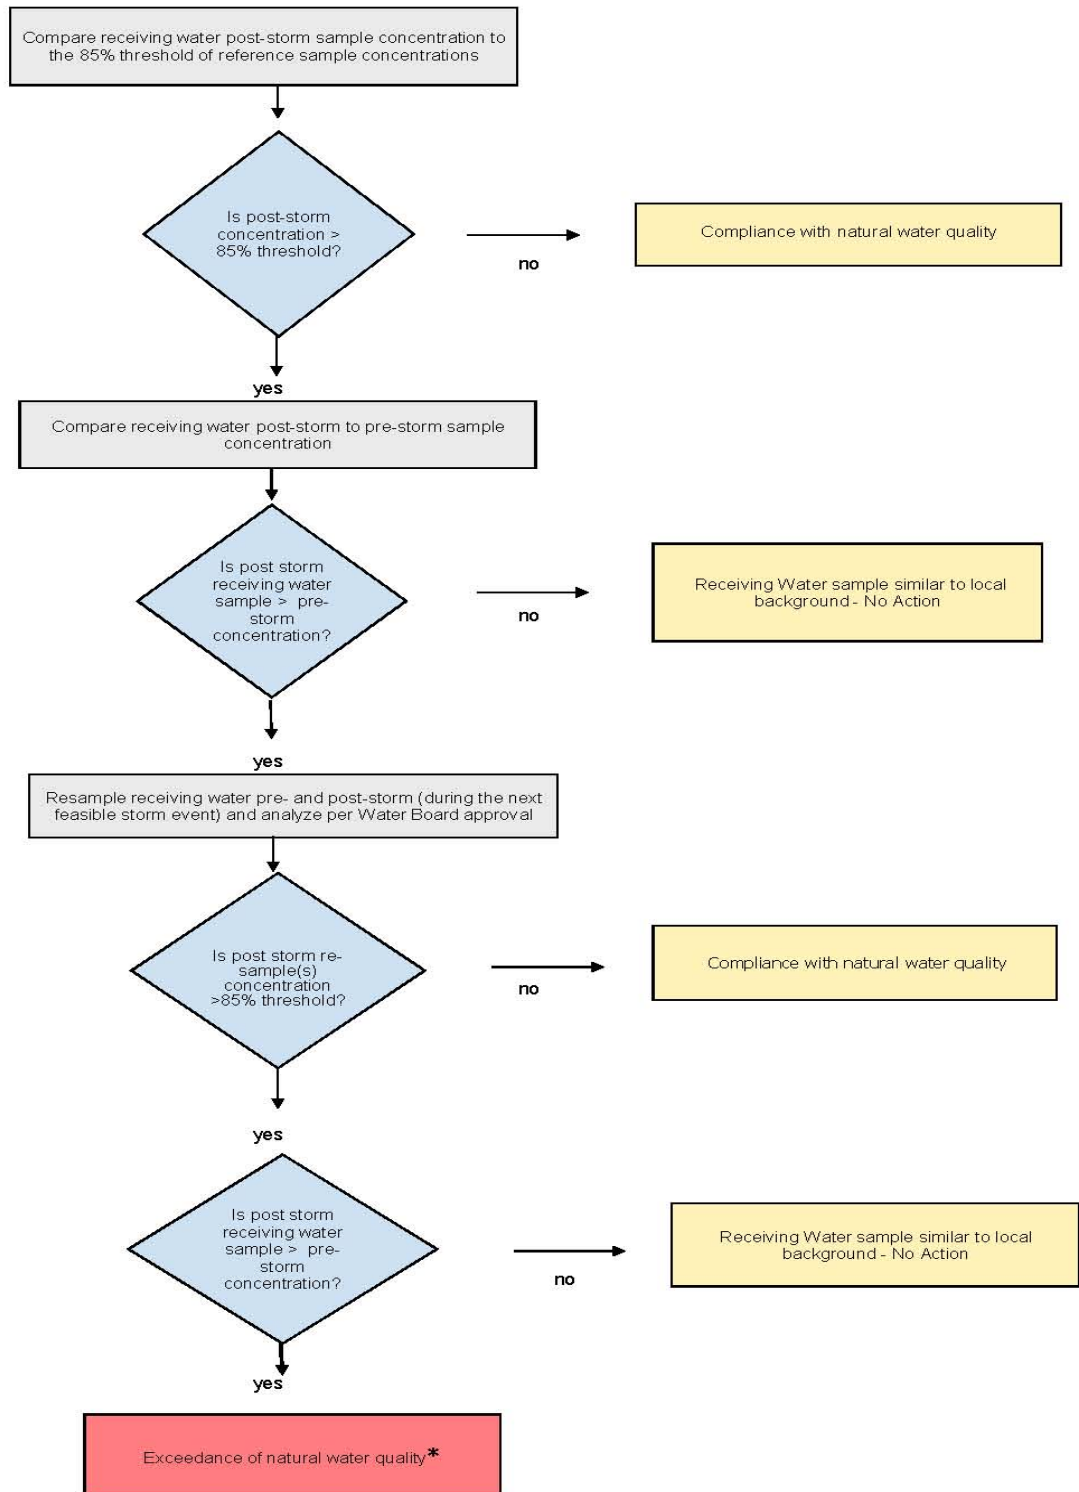 Compare receiving water post-storm sample concentration to
the 85% threshold of reference sample concentrations
Is post-storm
concentration >
85% threshold?
no
Compliance with natural water quality
yes
Compare receiving water post-storm to pre-storm sample
concentration
Is post storm
receiving water
sample > pre-
storm
concentration?
no
Receiving Water sample similar to local
background - No Action
yes
Resample receiving water pre- and post-storm (during the next
feasible storm event) and analyze per Water Board approval
Is post storm re-
sample(s)
concentration
>85% threshold?
no
Compliance with natural water quality
yes
Is post storm
receiving water
sample > pre-
storm
concentration?
no
Receiving Water sample similar to local
background - No Action
yes
Exceedance of natural water quality*